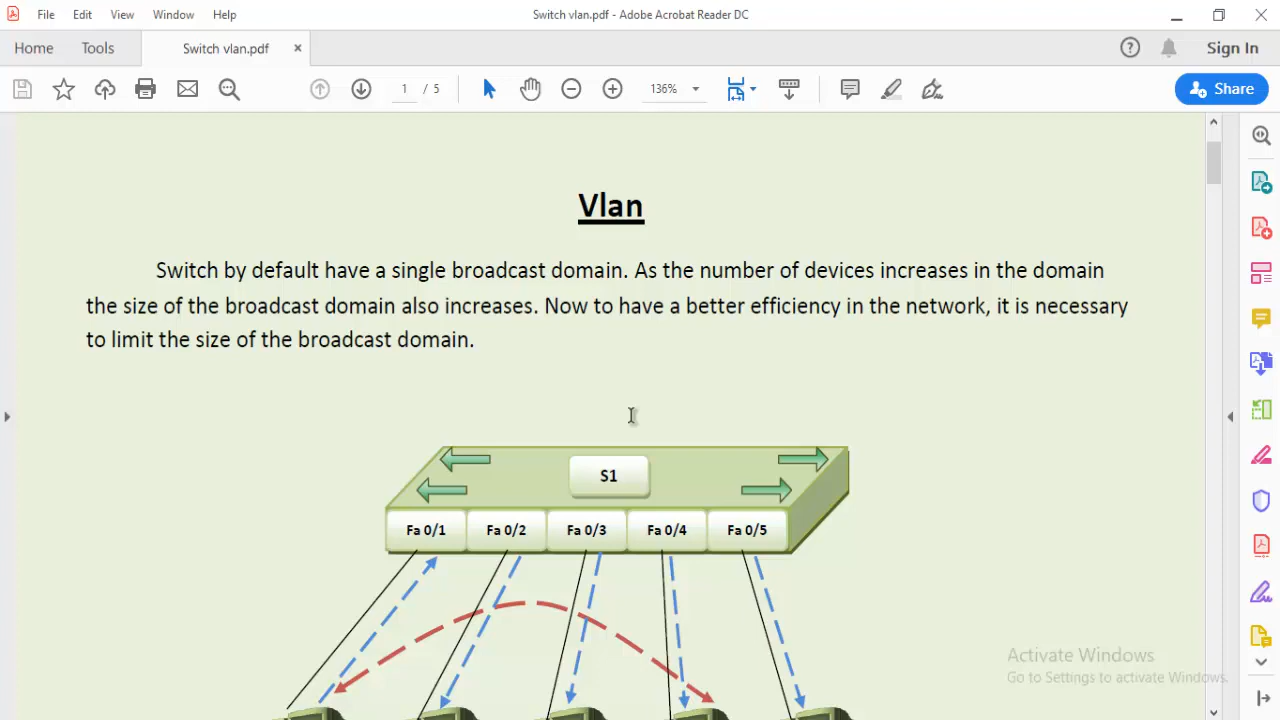 File Edit View Window Help
Switch vlan.pdf - Adobe Acrobat Reader DC
Home Tools Switch vlan.pdf × Sign In
1 / 5 136% Share
Vlan
Switch by default have a single broadcast domain. As the number of devices increases in the domain
the size of the broadcast domain also increases. Now to have a better efficiency in the network, it is necessary
to limit the size of the broadcast domain.
S1
Fa 0/1 Fa 0/2 Fa 0/3 Fa 0/4 Fa 0/5
Activate Windows
Go to Settings to activate Windows.